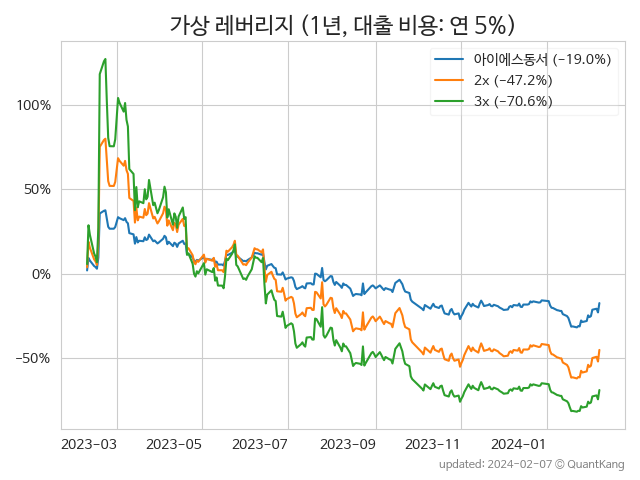 가상 레버리지 (1년, 대출 비용: 연 5%)
아이에스동서 (−19.0%)
2x (−47.2%)
3x (−70.6%)
100%
50%
0%
−50%
2023-03 2023-05 2023-07 2023-09 2023-11 2024-01
updated: 2024-02-07 © QuantKang